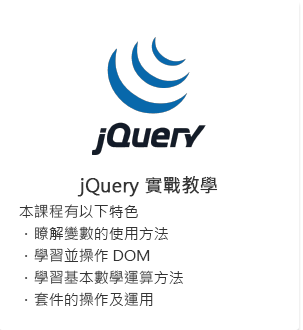 jQuery
jQuery 實戰教學
本課程有以下特色
．瞭解變數的使用方法
．學習並操作 DOM
．學習基本數學運算方法
．套件的操作及運用